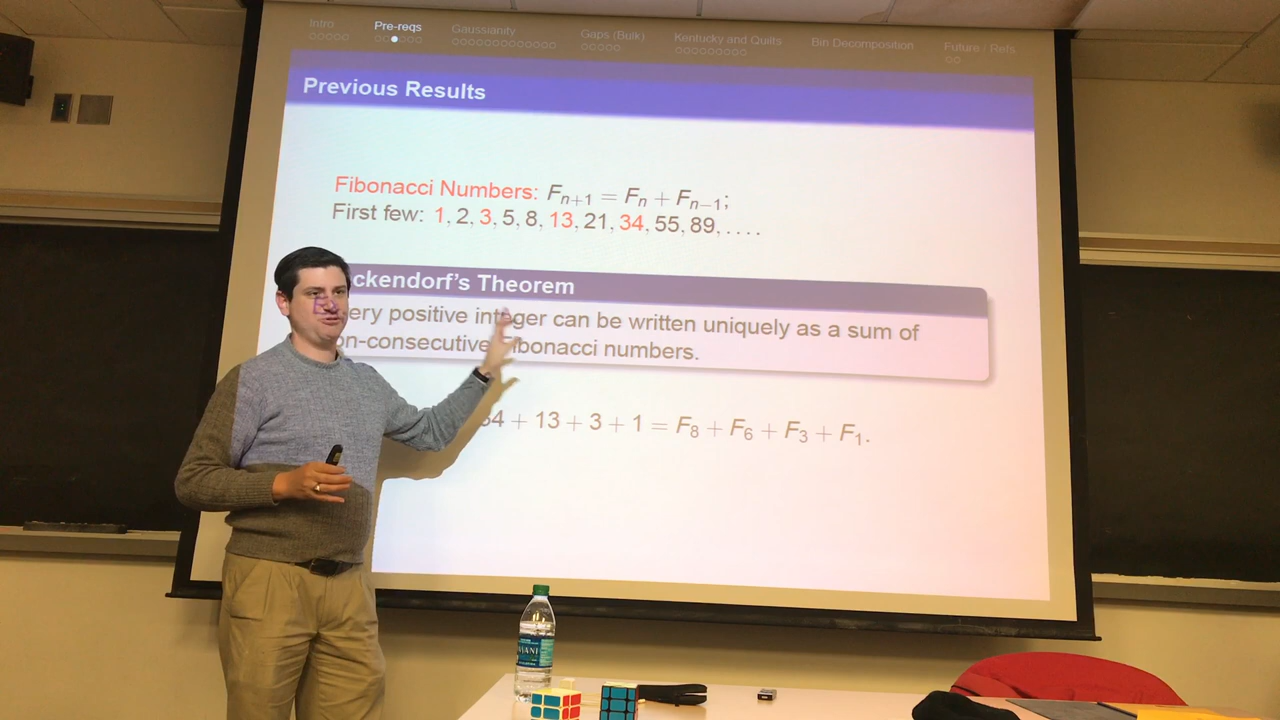 Intro Pre-reqs Gaussianity Gaps (Bulk) Kentucky and Quilts Bin Decomposition Future / Refs
Previous Results
Fibonacci Numbers: Fₙ₊₁ = Fₙ + Fₙ₋₁;
First few: 1, 2, 3, 5, 8, 13, 21, 34, 55, 89, ....
ckendorf's Theorem
ery positive integer can be written uniquely as a sum of
on-consecutive ibonacci numbers.
34 + 13 + 3 + 1 = F₈ + F₆ + F₃ + F₁.